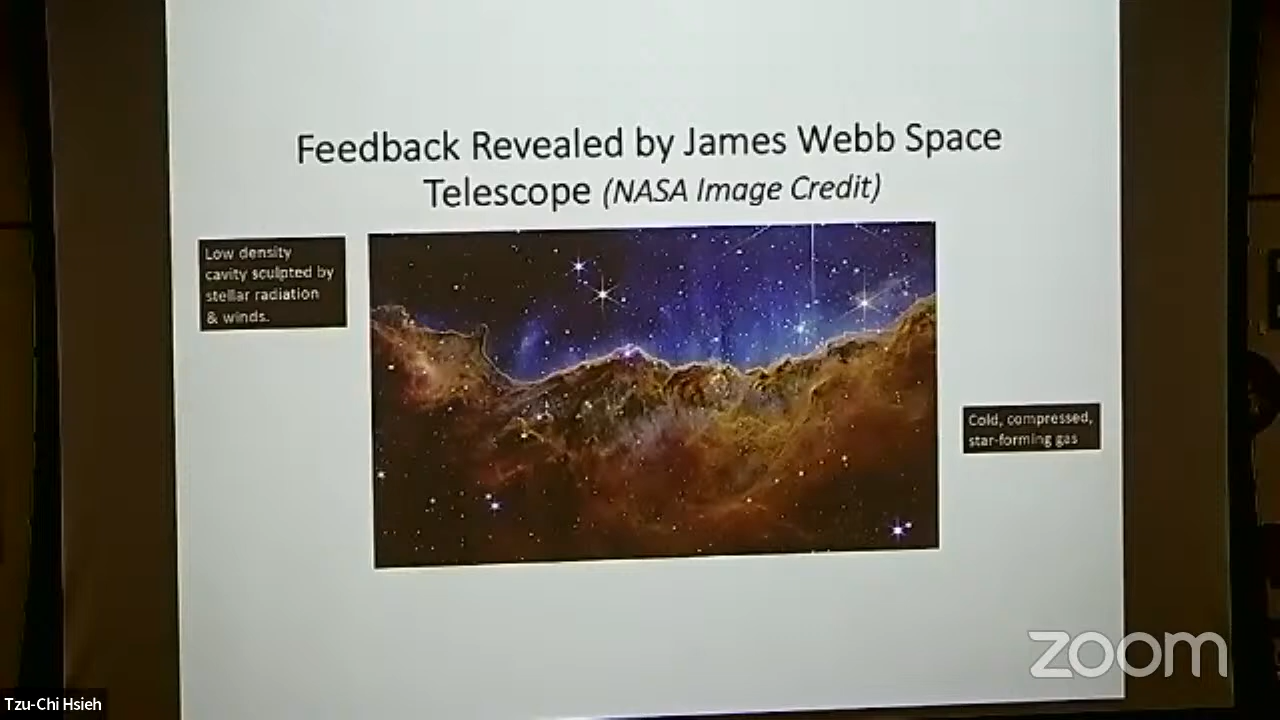 Feedback Revealed by James Webb Space
Telescope (NASA Image Credit)
Low density
cavity sculpted by
stellar radiation
& winds.
Cold, compressed,
star-forming gas
zoom
Tzu-Chi Hsieh